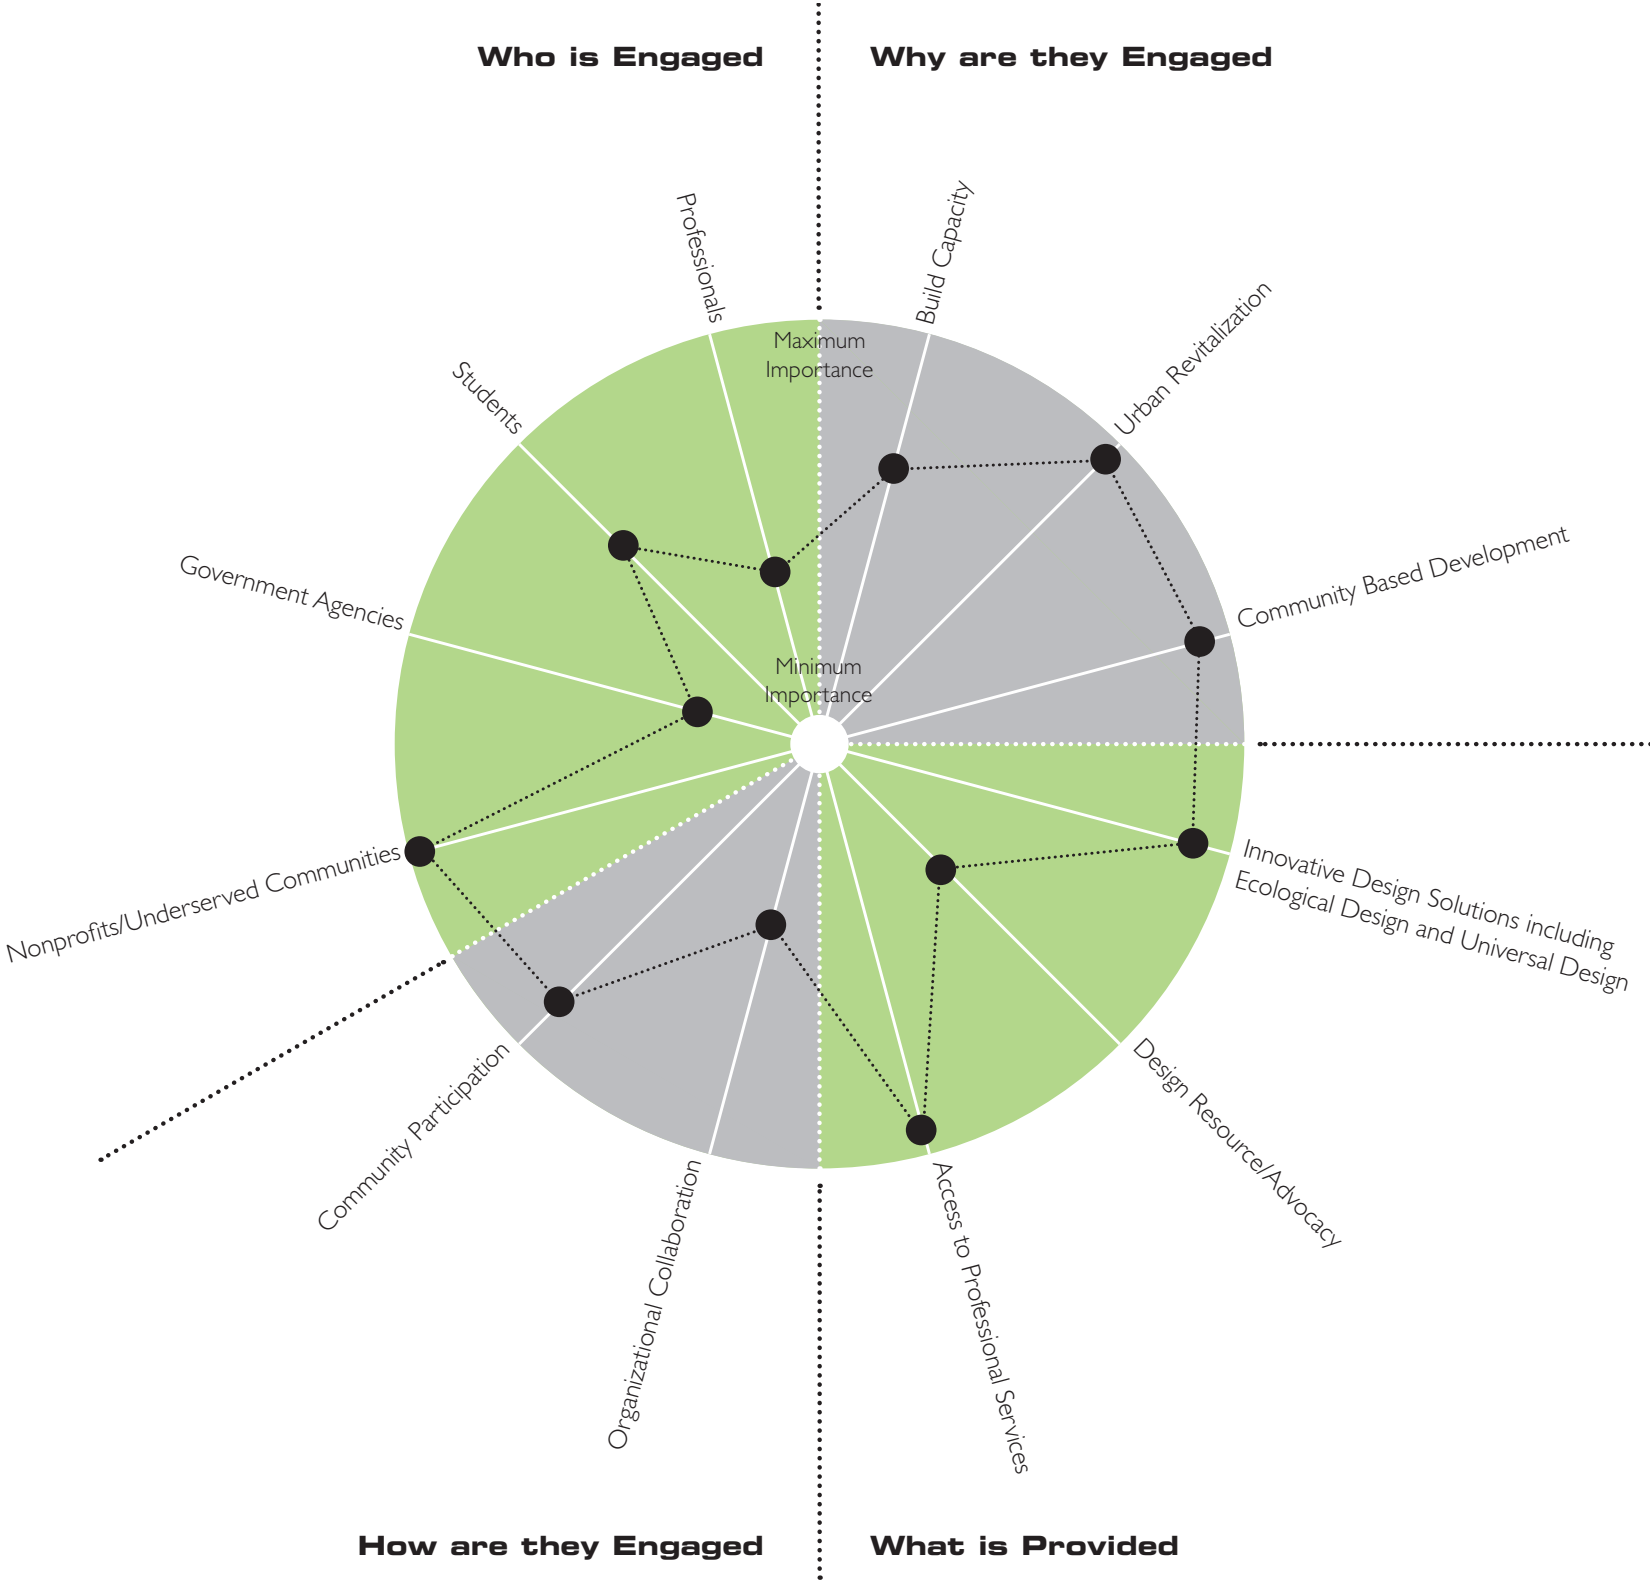 Who is Engaged
Why are they Engaged
Professionals
Build Capacity
Students
Urban Revitalization
Maximum
Importance
Government Agencies
Community Based Development
Minimum
Importance
Nonprofits/Underserved Communities
Innovative Design Solutions including
Ecological Design and Universal Design
Community Participation
Design Resource/Advocacy
Organizational Collaboration
Access to Professional Services
How are they Engaged
What is Provided